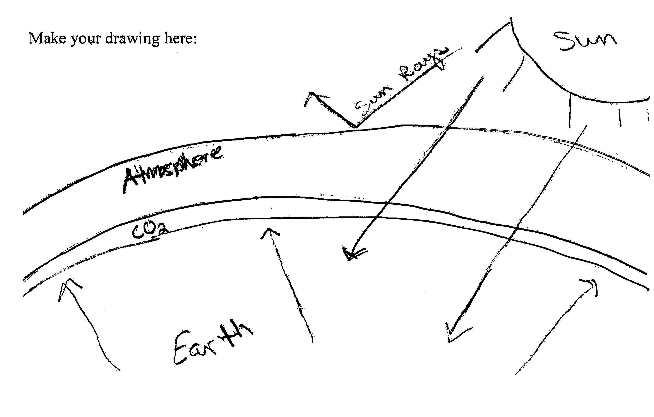 Make your drawing here:
Sun
Sun Rays
Atmosphere
CO2
Earth